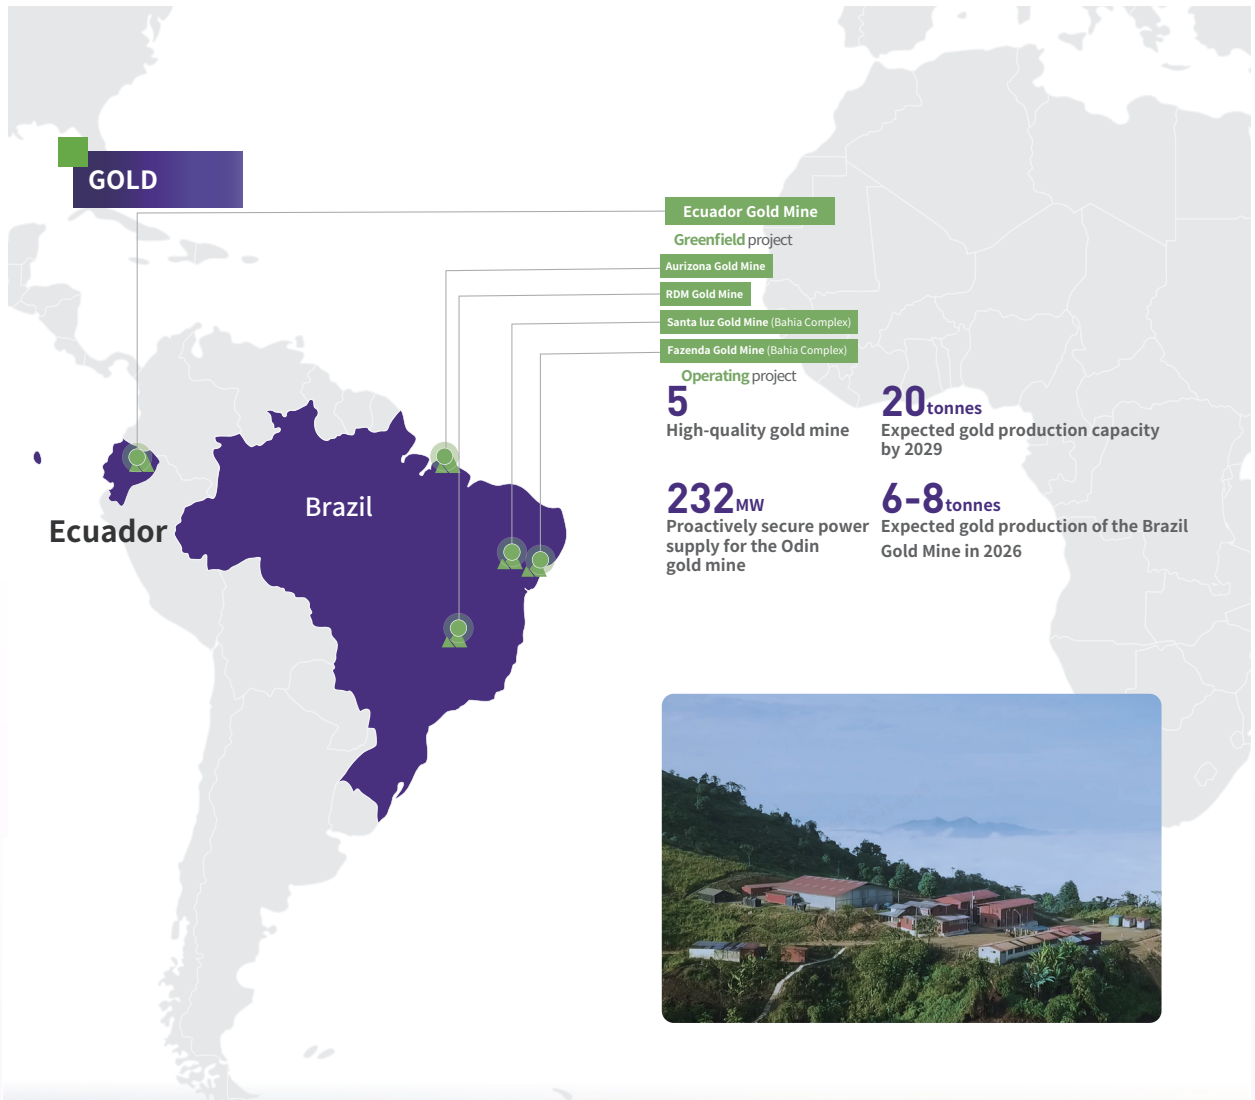 GOLD
Ecuador Gold Mine
Greenfield project
Aurizona Gold Mine
RDM Gold Mine
Santa luz Gold Mine (Bahia Complex)
Fazenda Gold Mine (Bahia Complex)
Operating project
5
High-quality gold mine
20tonnes
Expected gold production capacity
by 2029
232MW
Proactively secure power
supply for the Odin
gold mine
6-8tonnes
Expected gold production of the Brazil
Gold Mine in 2026
Brazil
Ecuador